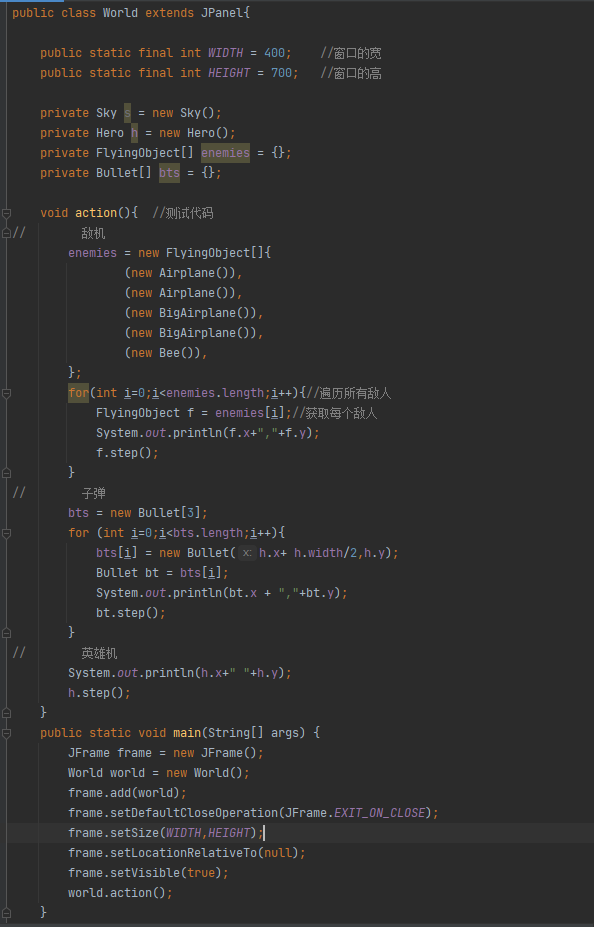 public class World extends JPanel{
public static final int WIDTH = 400; //窗口的宽
public static final int HEIGHT = 700; //窗口的高
private Sky s = new Sky();
private Hero h = new Hero();
private FlyingObject[] enemies = {};
private Bullet[] bts = {};
void action(){ //测试代码
// 敌机
enemies = new FlyingObject[]{
(new Airplane()),
(new Airplane()),
(new BigAirplane()),
(new BigAirplane()),
(new Bee()),
};
for(int i=0;i<enemies.length;i++){//遍历所有敌人
FlyingObject f = enemies[i];//获取每个敌人
System.out.println(f.x+","+f.y);
f.step();
}
// 子弹
bts = new Bullet[3];
for (int i=0;i<bts.length;i++){
bts[i] = new Bullet( x: h.x+ h.width/2,h.y);
Bullet bt = bts[i];
System.out.println(bt.x + ","+bt.y);
bt.step();
}
// 英雄机
System.out.println(h.x+" "+h.y);
h.step();
}
public static void main(String[] args) {
JFrame frame = new JFrame();
World world = new World();
frame.add(world);
frame.setDefaultCloseOperation(JFrame.EXIT_ON_CLOSE);
frame.setSize(WIDTH,HEIGHT);
frame.setLocationRelativeTo(null);
frame.setVisible(true);
world.action();
}